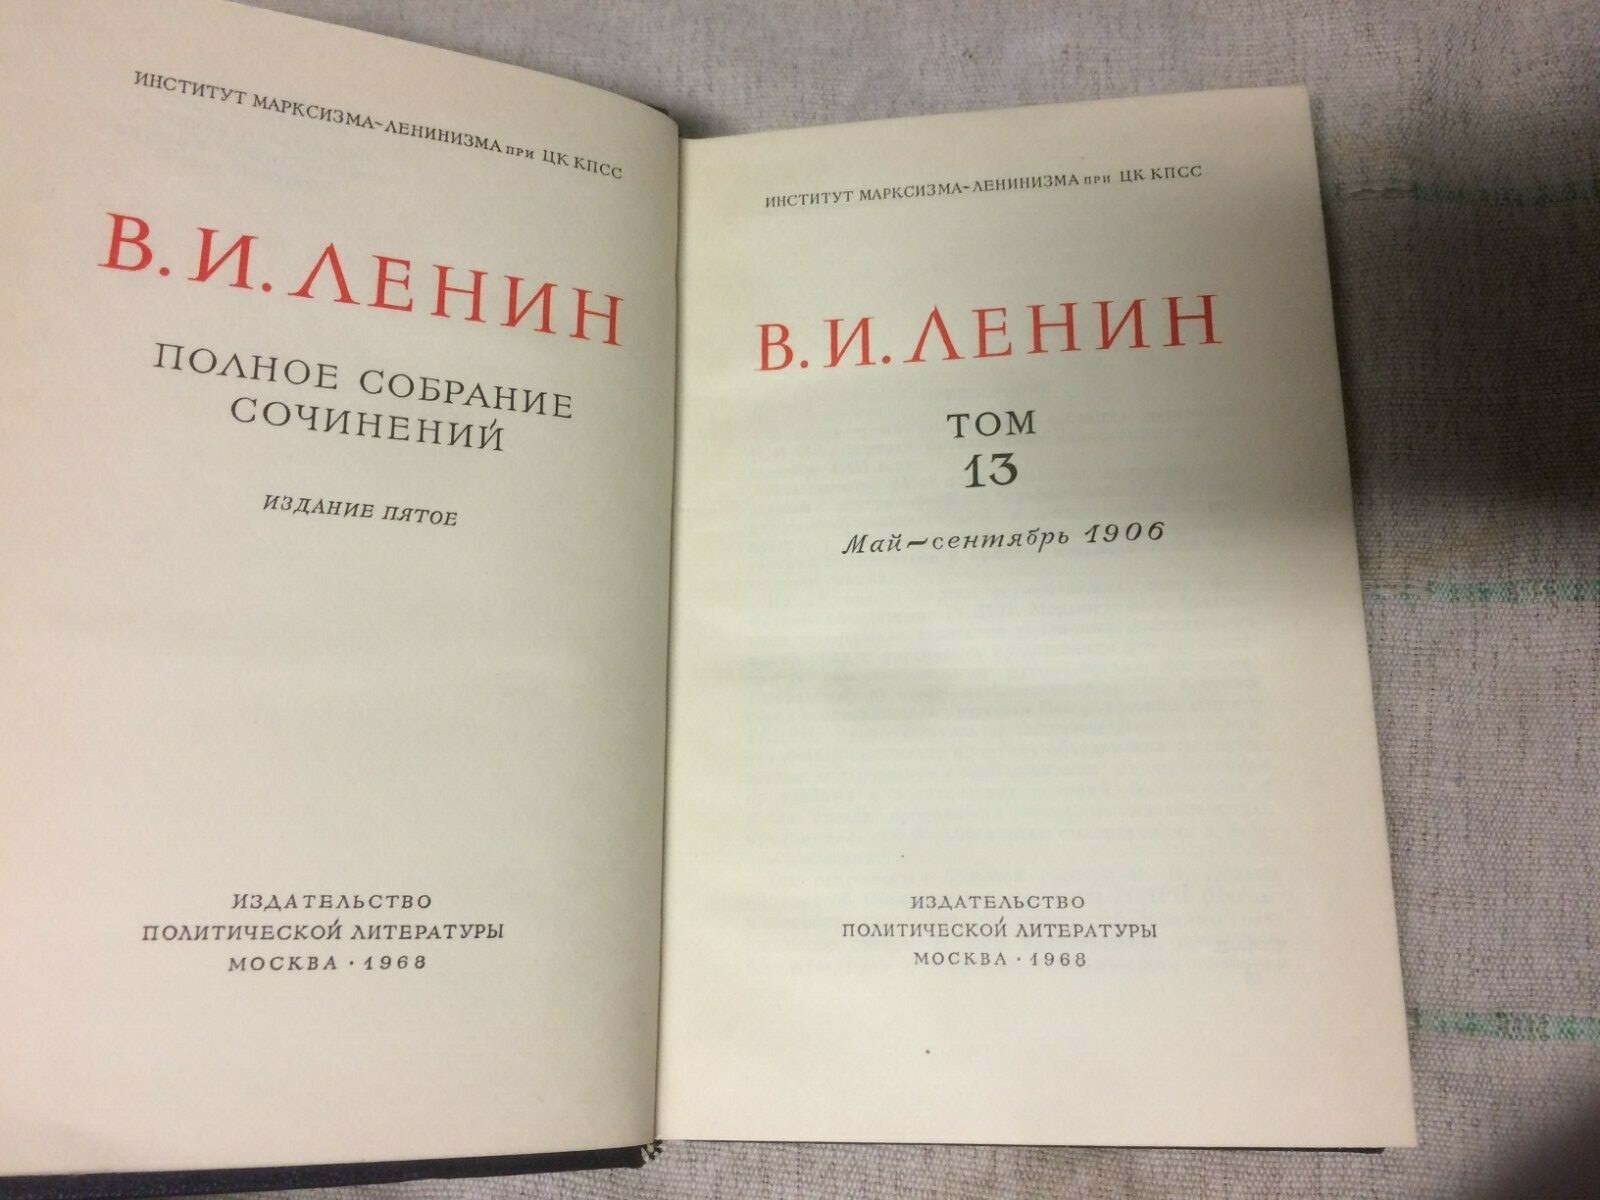 ИНСТИТУТ МАРКСИЗМА-ЛЕНИНИЗМА ПРИ ЦК КПСС
В. И. ЛЕНИН
ПОЛНОЕ СОБРАНИЕ
СОЧИНЕНИЙ
ИЗДАНИЕ ПЯТОЕ
ИЗДАТЕЛЬСТВО
ПОЛИТИЧЕСКОЙ ЛИТЕРАТУРЫ
МОСКВА · 1968
ИНСТИТУТ МАРКСИЗМА-ЛЕНИНИЗМА ПРИ ЦК КПСС
В. И. ЛЕНИН
ТОМ
13
Май—сентябрь 1906
ИЗДАТЕЛЬСТВО
ПОЛИТИЧЕСКОЙ ЛИТЕРАТУРЫ
МОСКВА · 1968